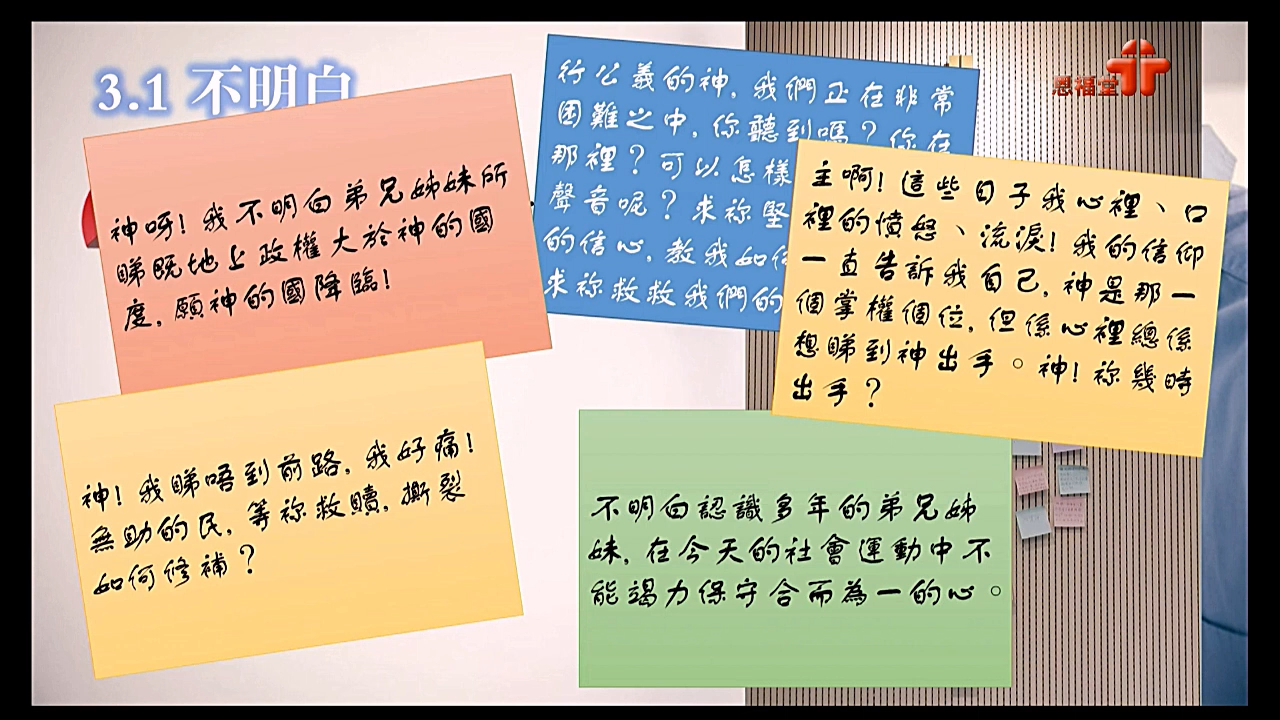 3.1 不明白
恩福堂
神呀! 我不明白弟兄姊妹所
睇既地上政權大於神的國
度, 願神的國降臨!
行公義的神, 我們正在非常
困難之中, 你聽到嗎? 你在
那裡? 可以怎樣
聲音呢? 求祢堅
的信心, 教我如何
求祢救救我們的
主啊! 這些日子我心裡、口
裡的憤怒、流淚! 我的信仰
一直告訴我自己, 神是那一
個掌權個位, 但係心裡總係
想睇到神出手。神! 祢幾時
出手?
神! 我睇唔到前路, 我好痛!
無助的民, 等祢救贖, 撕裂
如何修補?
不明白認識多年的弟兄姊
妹, 在今天的社會運動中不
能竭力保守合而為一的心。